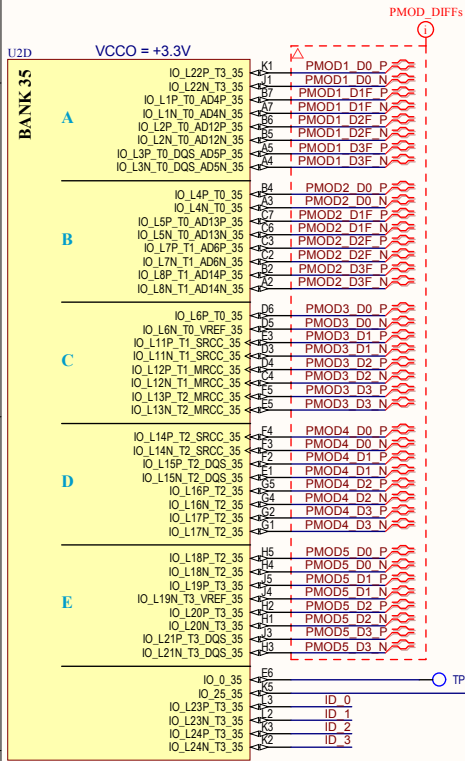 PMOD_DIFFs
i
U2D
VCCO = +3.3V
BANK 35
A
IO_L22P_T3_35 K1 PMOD1_D0_P
IO_L22N_T3_35 J1 PMOD1_D0_N
IO_L1P_T0_AD4P_35 B7 PMOD1_D1F_P
IO_L1N_T0_AD4N_35 A7 PMOD1_D1F_N
IO_L2P_T0_AD12P_35 B6 PMOD1_D2F_P
IO_L2N_T0_AD12N_35 B5 PMOD1_D2F_N
IO_L3P_T0_DQS_AD5P_35 A5 PMOD1_D3F_P
IO_L3N_T0_DQS_AD5N_35 A4 PMOD1_D3F_N
B
IO_L4P_T0_35 B4 PMOD2_D0_P
IO_L4N_T0_35 A3 PMOD2_D0_N
IO_L5P_T0_AD13P_35 C7 PMOD2_D1F_P
IO_L5N_T0_AD13N_35 C6 PMOD2_D1F_N
IO_L7P_T1_AD6P_35 C3 PMOD2_D2F_P
IO_L7N_T1_AD6N_35 C2 PMOD2_D2F_N
IO_L8P_T1_AD14P_35 B2 PMOD2_D3F_P
IO_L8N_T1_AD14N_35 A2 PMOD2_D3F_N
C
IO_L6P_T0_35 D6 PMOD3_D0_P
IO_L6N_T0_VREF_35 D5 PMOD3_D0_N
IO_L11P_T1_SRCC_35 E3 PMOD3_D1_P
IO_L11N_T1_SRCC_35 D3 PMOD3_D1_N
IO_L12P_T1_MRCC_35 D4 PMOD3_D2_P
IO_L12N_T1_MRCC_35 C4 PMOD3_D2_N
IO_L13P_T2_MRCC_35 F5 PMOD3_D3_P
IO_L13N_T2_MRCC_35 E5 PMOD3_D3_N
D
IO_L14P_T2_SRCC_35 F4 PMOD4_D0_P
IO_L14N_T2_SRCC_35 F3 PMOD4_D0_N
IO_L15P_T2_DQS_35 F2 PMOD4_D1_P
IO_L15N_T2_DQS_35 E1 PMOD4_D1_N
IO_L16P_T2_35 G5 PMOD4_D2_P
IO_L16N_T2_35 G4 PMOD4_D2_N
IO_L17P_T2_35 G2 PMOD4_D3_P
IO_L17N_T2_35 G1 PMOD4_D3_N
E
IO_L18P_T2_35 H5 PMOD5_D0_P
IO_L18N_T2_35 H4 PMOD5_D0_N
IO_L19P_T3_35 J5 PMOD5_D1_P
IO_L19N_T3_VREF_35 J4 PMOD5_D1_N
IO_L20P_T3_35 H2 PMOD5_D2_P
IO_L20N_T3_35 H1 PMOD5_D2_N
IO_L21P_T3_DQS_35 J3 PMOD5_D3_P
IO_L21N_T3_DQS_35 H3 PMOD5_D3_N
IO_0_35 E6 TP
IO_25_35 K5
IO_L23P_T3_35 L3 ID_0
IO_L23N_T3_35 L2 ID_1
IO_L24P_T3_35 K3 ID_2
IO_L24N_T3_35 K2 ID_3